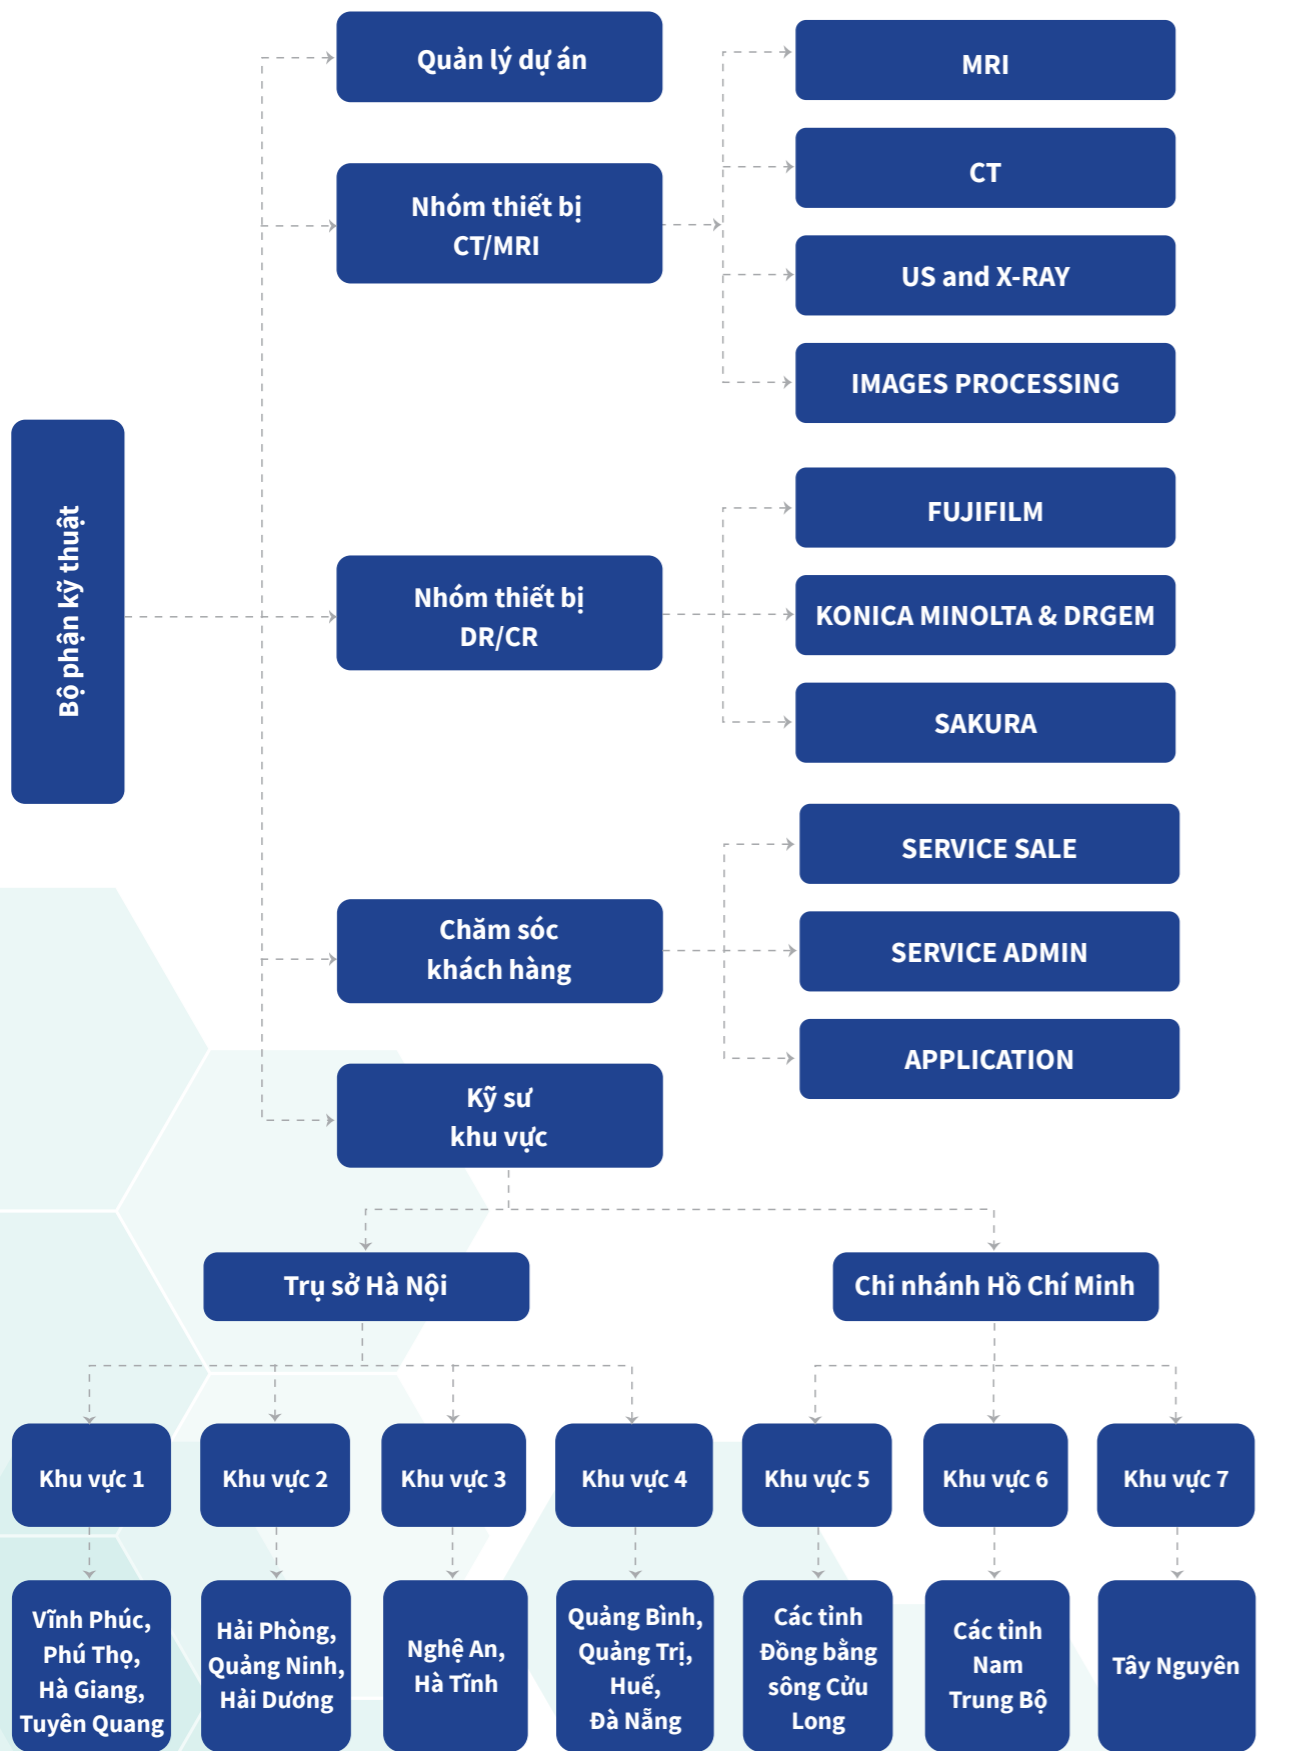 Bộ phận kỹ thuật
Quản lý dự án
Nhóm thiết bị
CT/MRI
MRI
CT
US and X-RAY
IMAGES PROCESSING
Nhóm thiết bị
DR/CR
FUJIFILM
KONICA MINOLTA & DRGEM
SAKURA
Chăm sóc
khách hàng
SERVICE SALE
SERVICE ADMIN
APPLICATION
Kỹ sư
khu vực
Trụ sở Hà Nội
Chi nhánh Hồ Chí Minh
Khu vực 1
Khu vực 2
Khu vực 3
Khu vực 4
Khu vực 5
Khu vực 6
Khu vực 7
Vĩnh Phúc,
Phú Thọ,
Hà Giang,
Tuyên Quang
Hải Phòng,
Quảng Ninh,
Hải Dương
Nghệ An,
Hà Tĩnh
Quảng Bình,
Quảng Trị,
Huế,
Đà Nẵng
Các tỉnh
Đồng bằng
sông Cửu
Long
Các tỉnh
Nam
Trung Bộ
Tây Nguyên